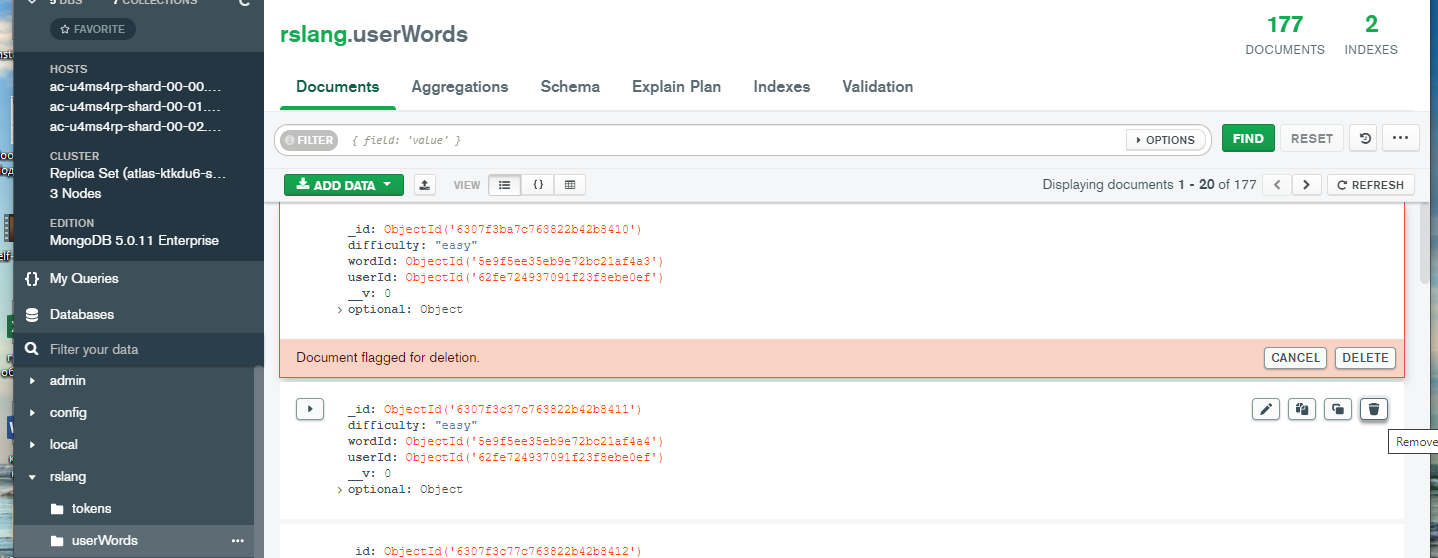 5 DBS 7 COLLECTIONS
FAVORITE
HOSTS
ac-u4ms4rp-shard-00-00....
ac-u4ms4rp-shard-00-01....
ac-u4ms4rp-shard-00-02....
CLUSTER
Replica Set (atlas-ktkdu6-s...
3 Nodes
EDITION
MongoDB 5.0.11 Enterprise
{} My Queries
Databases
Filter your data
admin
config
local
rslang
tokens
userWords ...
rslang.userWords
177
DOCUMENTS
2
INDEXES
Documents Aggregations Schema Explain Plan Indexes Validation
FILTER { field: 'value' } OPTIONS FIND RESET ...
ADD DATA VIEW {} Displaying documents 1 - 20 of 177 < > REFRESH
_id: ObjectId('6307f3ba7c763822b42b8410')
difficulty: "easy"
wordId: ObjectId('5e9f5ee35eb9e72bc21af4a3')
userId: ObjectId('62fe724937091f23f8ebe0ef')
__v: 0
> optional: Object
Document flagged for deletion. CANCEL DELETE
_id: ObjectId('6307f3c37c763822b42b8411')
difficulty: "easy"
wordId: ObjectId('5e9f5ee35eb9e72bc21af4a4')
userId: ObjectId('62fe724937091f23f8ebe0ef')
__v: 0
> optional: Object
Remove
_id: ObjectId('6307f3c77c763822b42b8412')